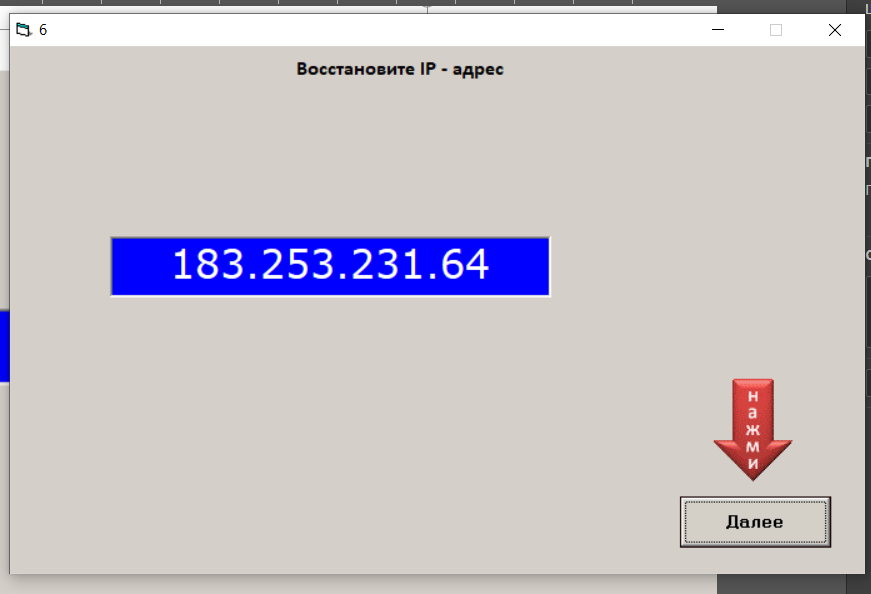 6
Восстановите IP - адрес
183.253.231.64
нажми
Далее